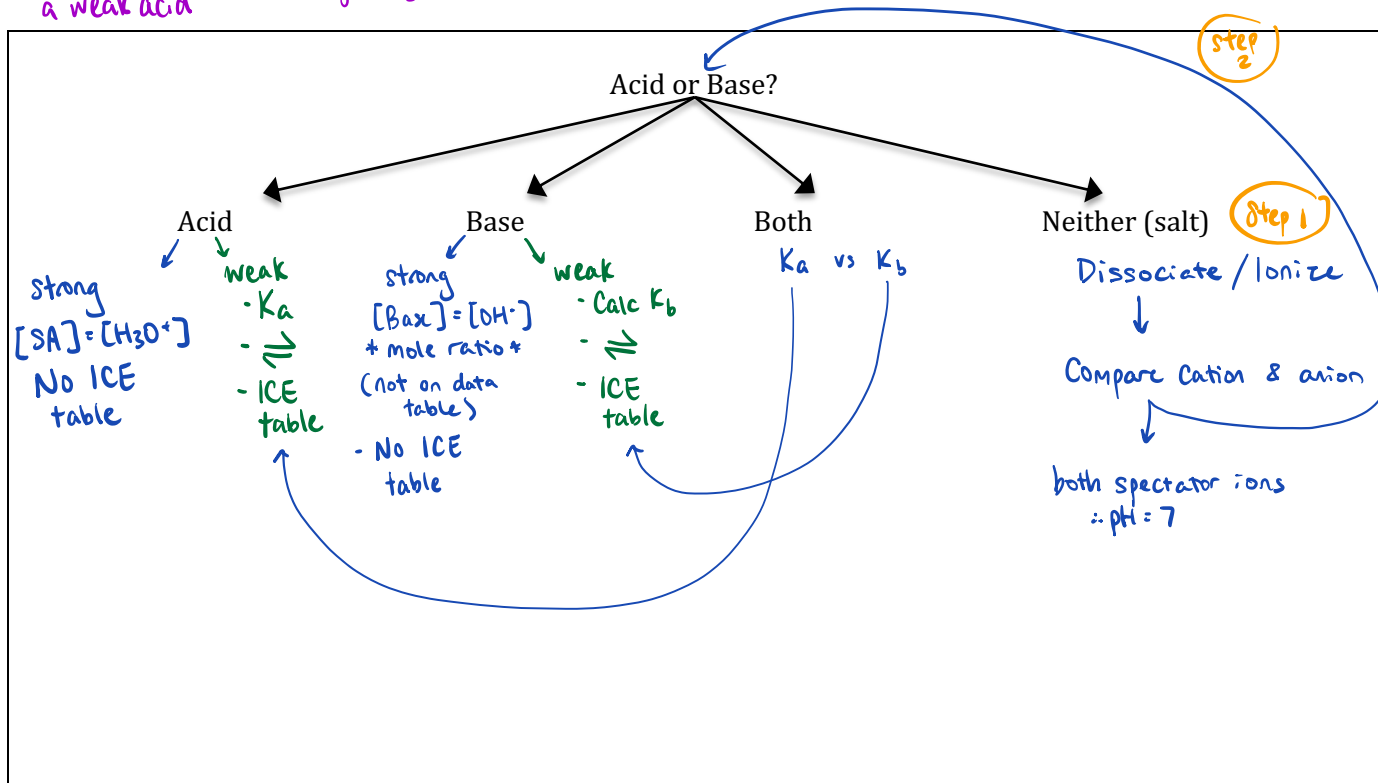 a weak acid
step
2
Acid or Base?
Acid
Base
Both
Neither (salt)
Step 1
strong
[SA]=[H₃O⁺]
No ICE
table
weak
- Ka
- ⇌
- ICE
table
strong
[Base]=[OH⁻]
* mole ratio *
(not on data
table)
- No ICE
table
weak
- Calc Kb
- ⇌
- ICE
table
Ka vs Kb
Dissociate / Ionize
Compare Cation & anion
both spectator ions
∴ pH = 7